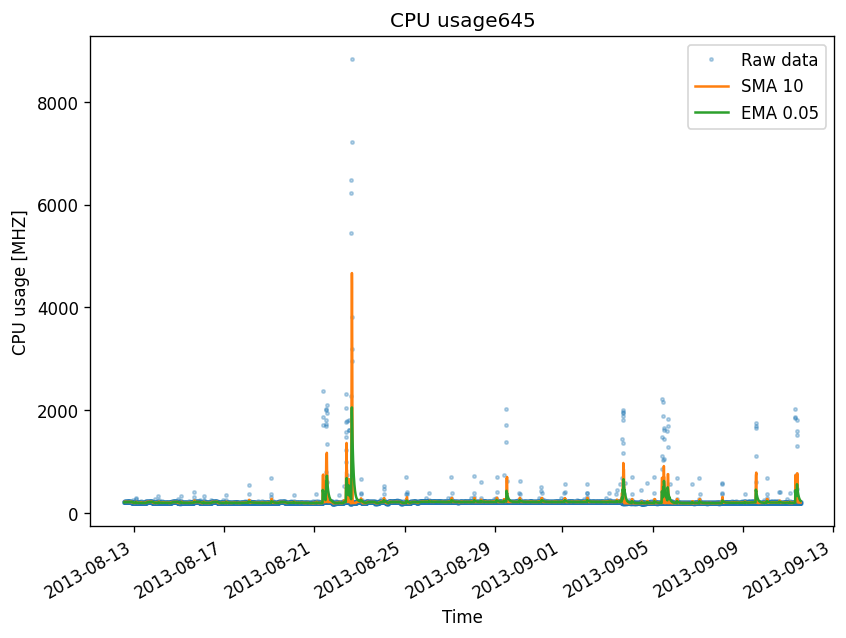 CPU usage645
Raw data
SMA 10
EMA 0.05
CPU usage [MHZ]
8000
6000
4000
2000
0
2013-08-13
2013-08-17
2013-08-21
2013-08-25
2013-08-29
2013-09-01
2013-09-05
2013-09-09
2013-09-13
Time